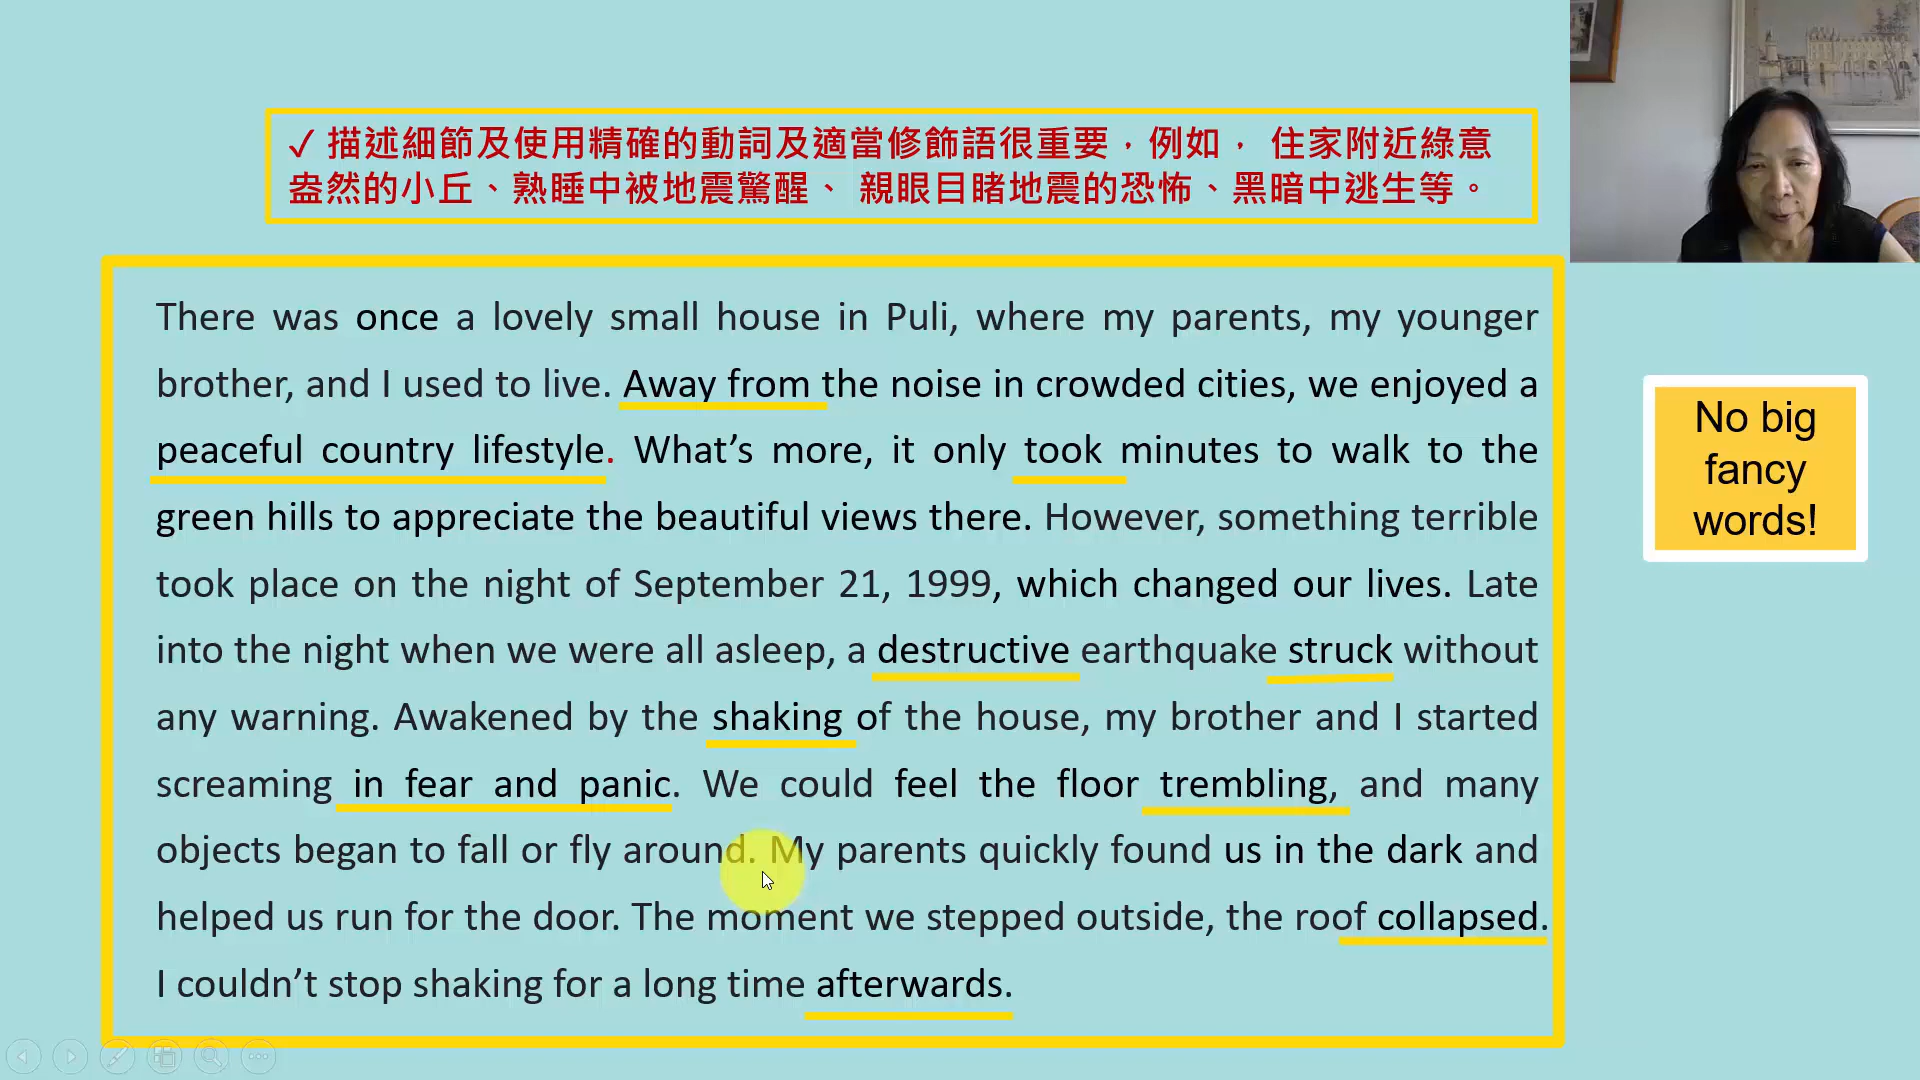 ✓ 描述細節及使用精確的動詞及適當修飾語很重要，例如， 住家附近綠意
盎然的小丘、熟睡中被地震驚醒、 親眼目睹地震的恐怖、黑暗中逃生等。
There was once a lovely small house in Puli, where my parents, my younger
brother, and I used to live. Away from the noise in crowded cities, we enjoyed a
peaceful country lifestyle. What’s more, it only took minutes to walk to the
green hills to appreciate the beautiful views there. However, something terrible
took place on the night of September 21, 1999, which changed our lives. Late
into the night when we were all asleep, a destructive earthquake struck without
any warning. Awakened by the shaking of the house, my brother and I started
screaming in fear and panic. We could feel the floor trembling, and many
objects began to fall or fly around. My parents quickly found us in the dark and
helped us run for the door. The moment we stepped outside, the roof collapsed.
I couldn’t stop shaking for a long time afterwards.
No big
fancy
words!